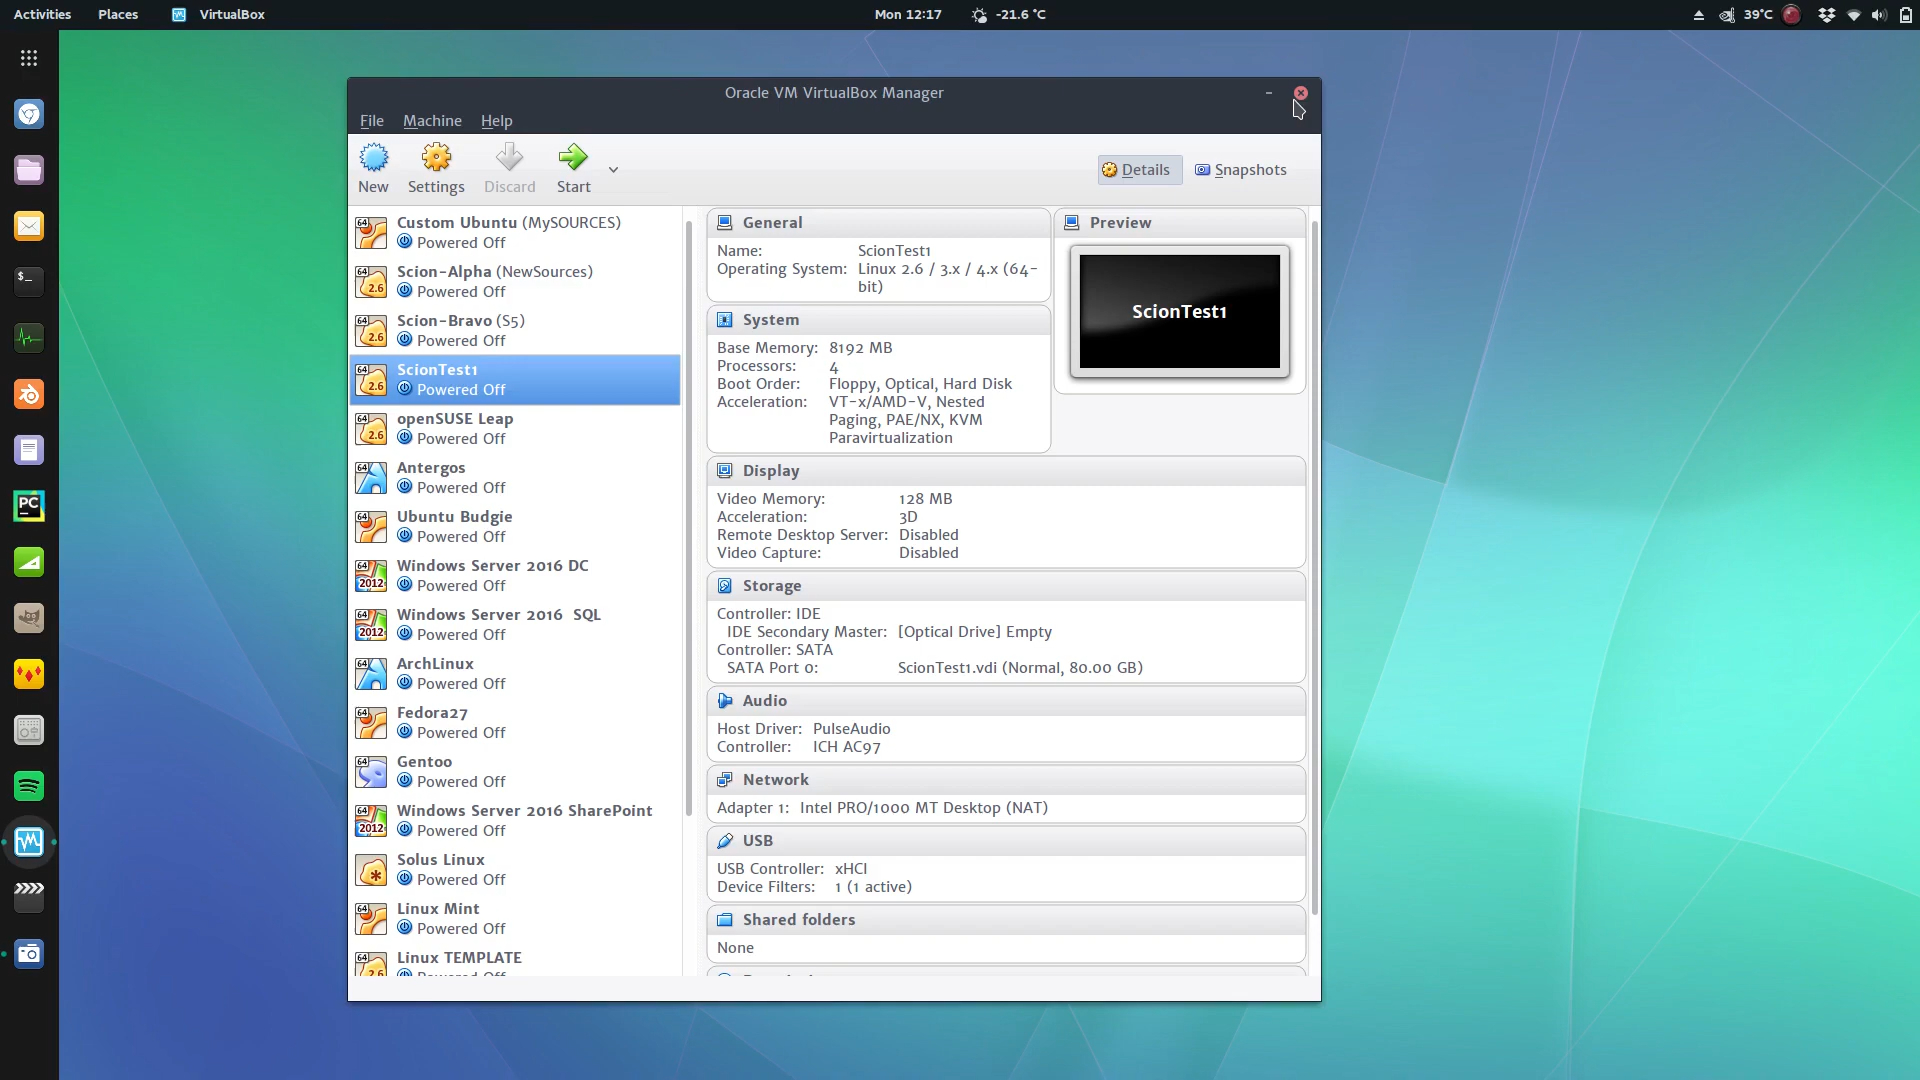 Activities Places VirtualBox Mon 12:17 -21.6 °C 39°C
Oracle VM VirtualBox Manager
File Machine Help
New Settings Discard Start Details Snapshots
Custom Ubuntu (MySOURCES)
Powered Off
Scion-Alpha (NewSources)
Powered Off
Scion-Bravo (S5)
Powered Off
ScionTest1
Powered Off
openSUSE Leap
Powered Off
Antergos
Powered Off
Ubuntu Budgie
Powered Off
Windows Server 2016 DC
Powered Off
Windows Server 2016 SQL
Powered Off
ArchLinux
Powered Off
Fedora27
Powered Off
Gentoo
Powered Off
Windows Server 2016 SharePoint
Powered Off
Solus Linux
Powered Off
Linux Mint
Powered Off
Linux TEMPLATE
Powered Off
General
Name: ScionTest1
Operating System: Linux 2.6 / 3.x / 4.x (64-
bit)
System
Base Memory: 8192 MB
Processors: 4
Boot Order: Floppy, Optical, Hard Disk
Acceleration: VT-x/AMD-V, Nested
Paging, PAE/NX, KVM
Paravirtualization
Preview
ScionTest1
Display
Video Memory: 128 MB
Acceleration: 3D
Remote Desktop Server: Disabled
Video Capture: Disabled
Storage
Controller: IDE
IDE Secondary Master: [Optical Drive] Empty
Controller: SATA
SATA Port 0: ScionTest1.vdi (Normal, 80.00 GB)
Audio
Host Driver: PulseAudio
Controller: ICH AC97
Network
Adapter 1: Intel PRO/1000 MT Desktop (NAT)
USB
USB Controller: xHCI
Device Filters: 1 (1 active)
Shared folders
None